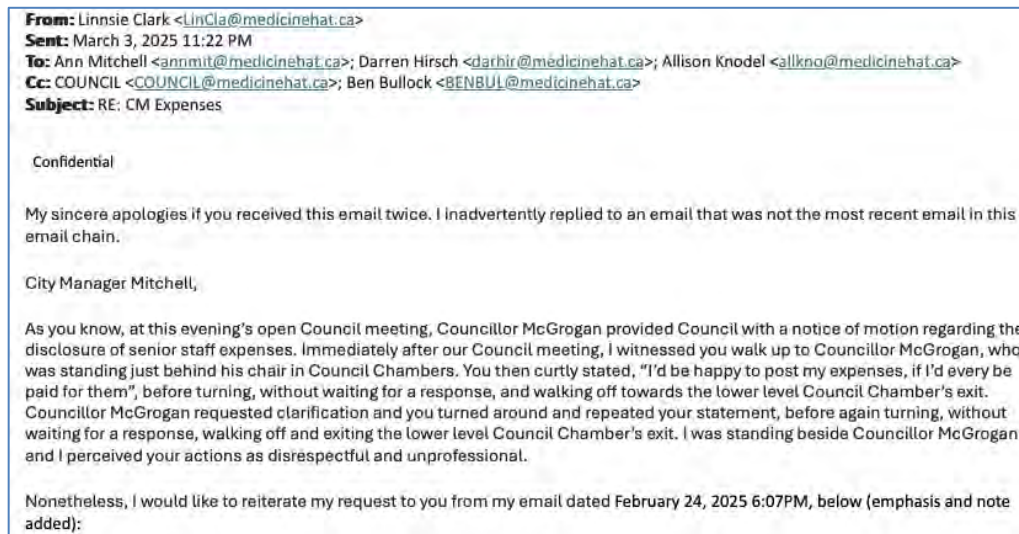 From: Linnsie Clark <LinCla@medicinehat.ca>
Sent: March 3, 2025 11:22 PM
To: Ann Mitchell <annmit@medicinehat.ca>; Darren Hirsch <darhir@medicinehat.ca>; Allison Knodel <allkno@medicinehat.ca>
Cc: COUNCIL <COUNCIL@medicinehat.ca>; Ben Bullock <BENBUL@medicinehat.ca>
Subject: RE: CM Expenses
Confidential
My sincere apologies if you received this email twice. I inadvertently replied to an email that was not the most recent email in this
email chain.
City Manager Mitchell,
As you know, at this evening's open Council meeting, Councillor McGrogan provided Council with a notice of motion regarding the
disclosure of senior staff expenses. Immediately after our Council meeting, I witnessed you walk up to Councillor McGrogan, who
was standing just behind his chair in Council Chambers. You then curtly stated, "I'd be happy to post my expenses, if I'd every be
paid for them", before turning, without waiting for a response, and walking off towards the lower level Council Chamber's exit.
Councillor McGrogan requested clarification and you turned around and repeated your statement, before again turning, without
waiting for a response, walking off and exiting the lower level Council Chamber's exit. I was standing beside Councillor McGrogan
and I perceived your actions as disrespectful and unprofessional.
Nonetheless, I would like to reiterate my request to you from my email dated February 24, 2025 6:07PM, below (emphasis and note
added):